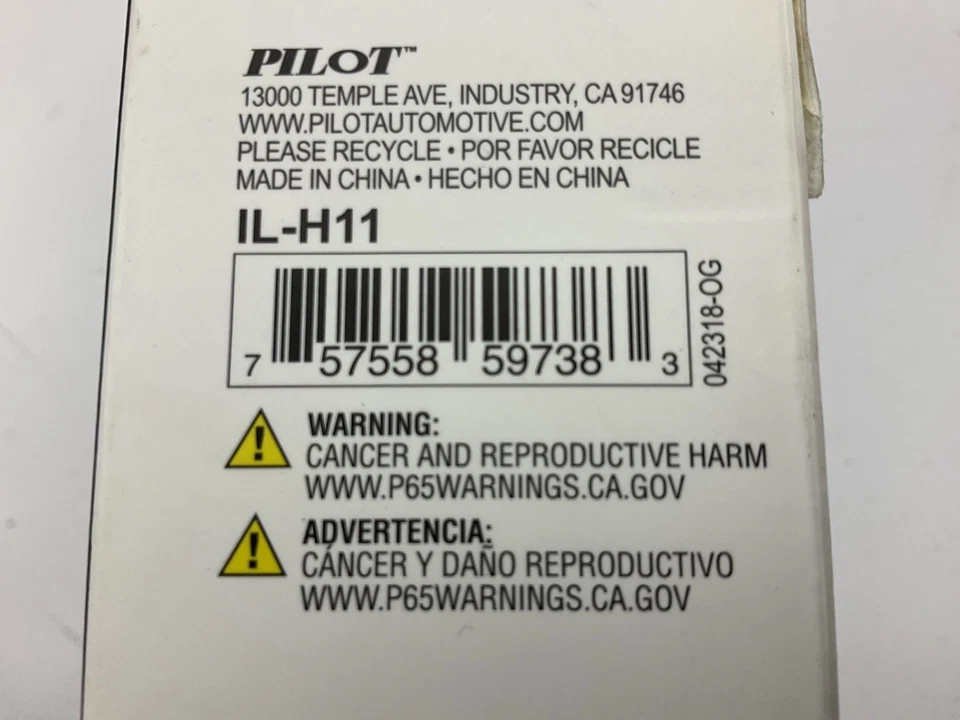 PILOT™
13000 TEMPLE AVE, INDUSTRY, CA 91746
WWW.PILOTAUTOMOTIVE.COM
PLEASE RECYCLE • POR FAVOR RECICLE
MADE IN CHINA • HECHO EN CHINA
IL-H11
7 57558 59738 3
042318-OG
WARNING:
CANCER AND REPRODUCTIVE HARM
WWW.P65WARNINGS.CA.GOV
ADVERTENCIA:
CÁNCER Y DAÑO REPRODUCTIVO
WWW.P65WARNINGS.CA.GOV